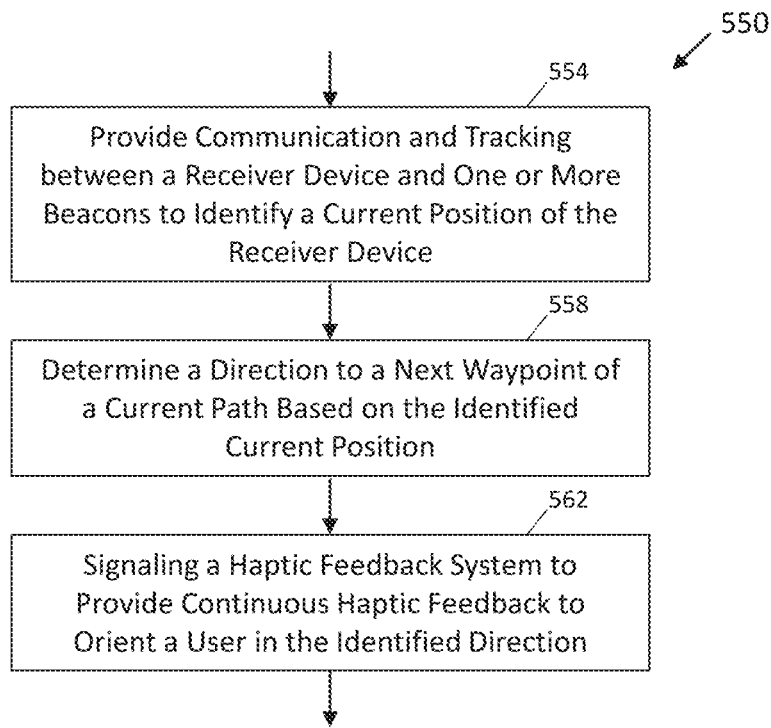 550
554
Provide Communication and Tracking
between a Receiver Device and One or More
Beacons to Identify a Current Position of the
Receiver Device
558
Determine a Direction to a Next Waypoint of
a Current Path Based on the Identified
Current Position
562
Signaling a Haptic Feedback System to
Provide Continuous Haptic Feedback to
Orient a User in the Identified Direction